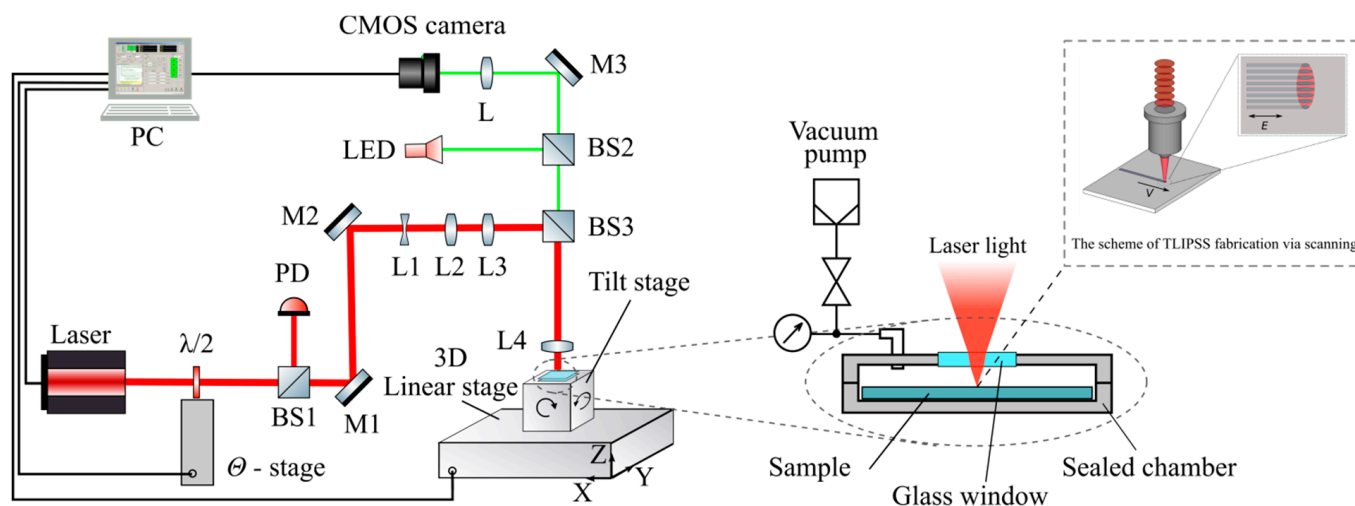 CMOS camera
M3
L
PC
LED
BS2
Vacuum
pump
E
V
The scheme of TLIPSS fabrication via scanning
M2
BS3
L1
L2
L3
Laser light
PD
Tilt stage
Laser
λ/2
L4
3D
Linear stage
BS1
M1
Θ - stage
Z
Y
X
Sample
Sealed chamber
Glass window